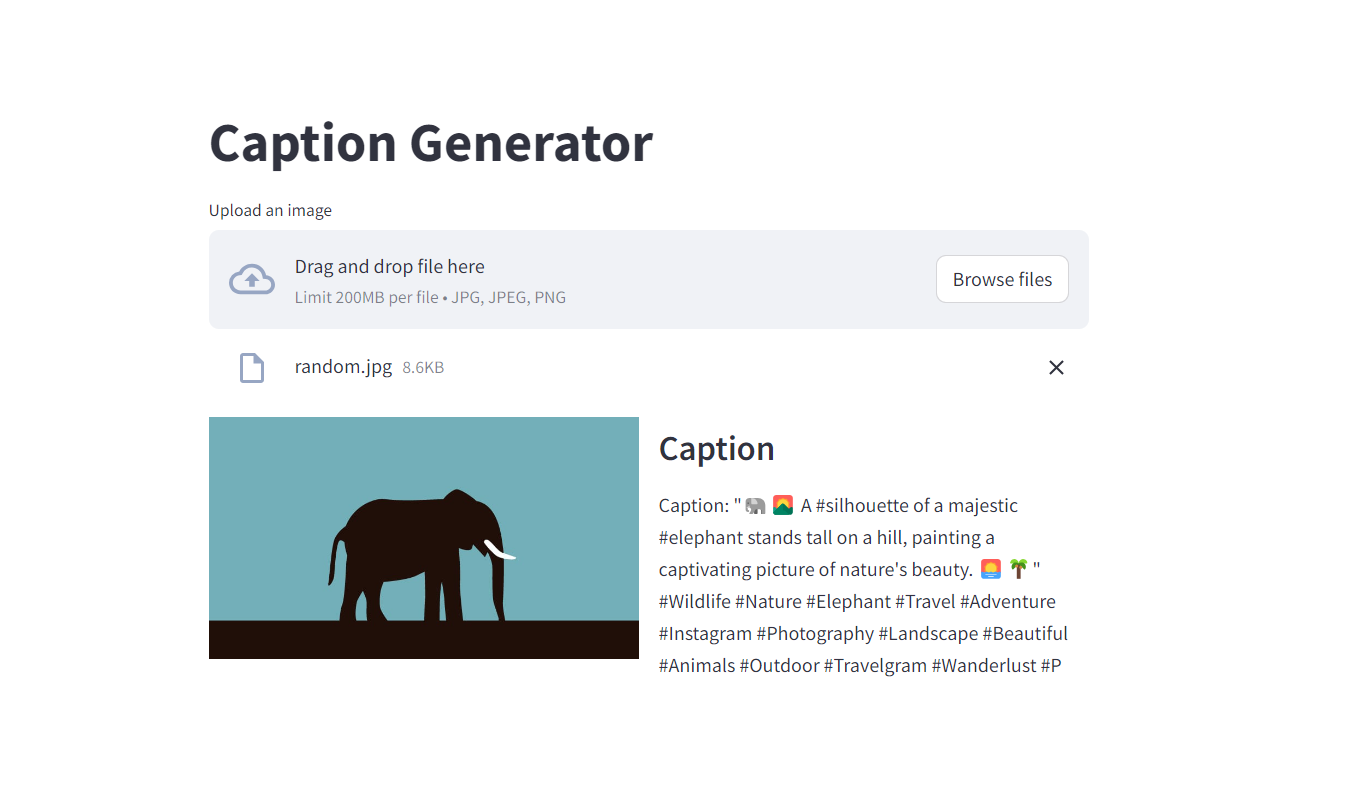 Caption Generator
Upload an image
Drag and drop file here
Limit 200MB per file • JPG, JPEG, PNG
Browse files
random.jpg 8.6KB
Caption
Caption: "🐘 🌄 A #silhouette of a majestic
#elephant stands tall on a hill, painting a
captivating picture of nature's beauty. 🌅 🌴 "
#Wildlife #Nature #Elephant #Travel #Adventure
#Instagram #Photography #Landscape #Beautiful
#Animals #Outdoor #Travelgram #Wanderlust #P